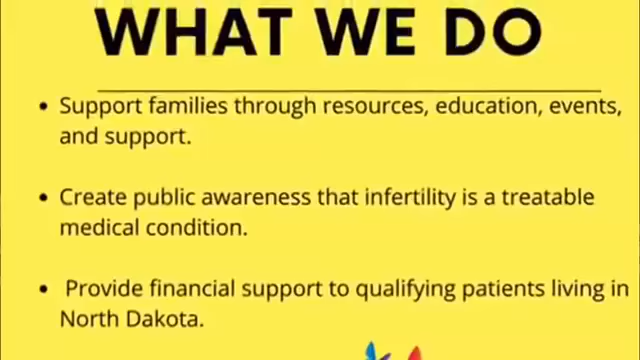 WHAT WE DO
• Support families through resources, education, events,
and support.
• Create public awareness that infertility is a treatable
medical condition.
• Provide financial support to qualifying patients living in
North Dakota.